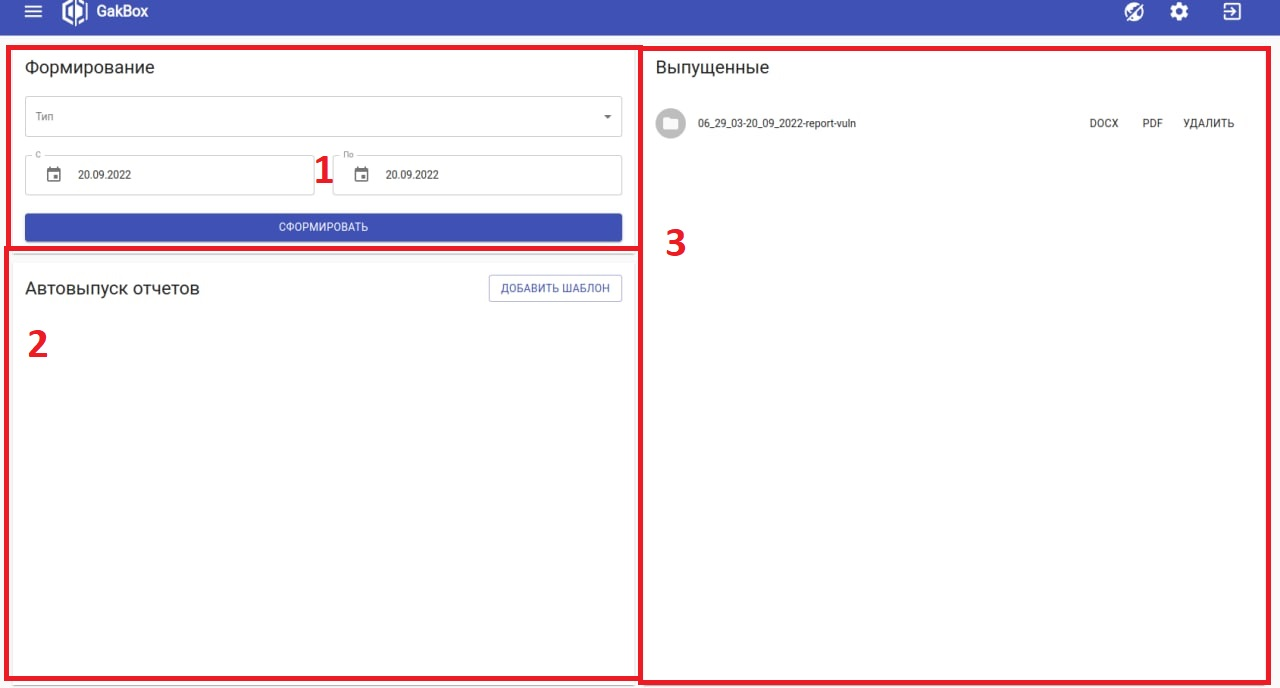 GakBox
Формирование
Тип
С
20.09.2022
1
По
20.09.2022
СФОРМИРОВАТЬ
Автовыпуск отчетов
ДОБАВИТЬ ШАБЛОН
2
Выпущенные
06_29_03-20_09_2022-report-vuln
DOCX
PDF
УДАЛИТЬ
3